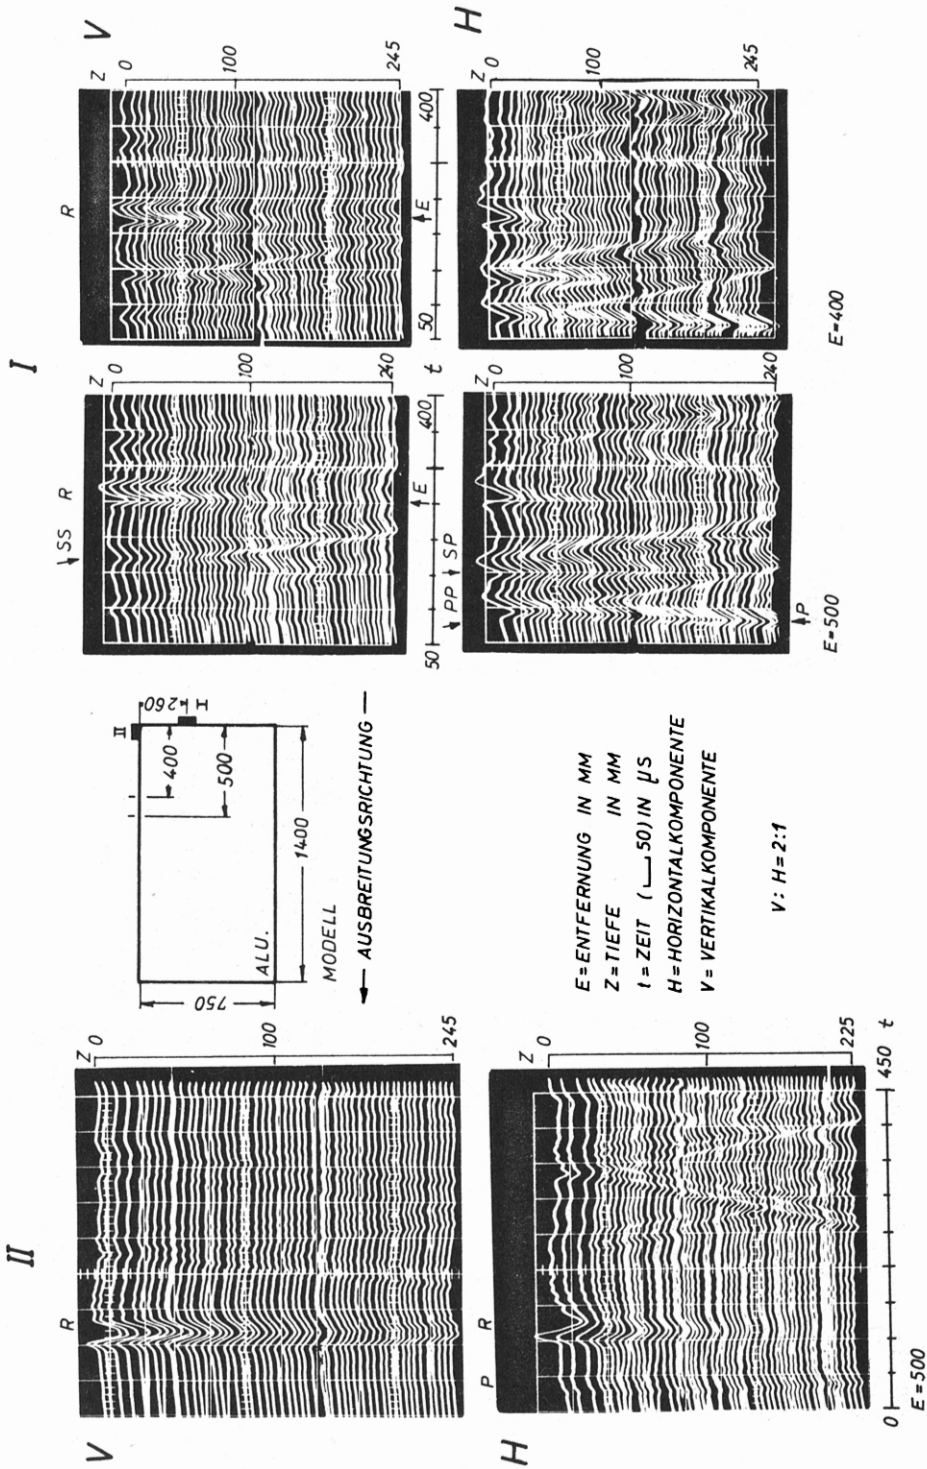 II
I
V
R
Z
0
100
245
H
P
R
Z
0
100
225
0
450
t
E=500
750
1400
ALU.
II
400
500
H
260
MODELL
AUSBREITUNGSRICHTUNG
E=ENTFERNUNG IN MM
Z=TIEFE IN MM
t=ZEIT ( 50) IN µS
H=HORIZONTALKOMPONENTE
V=VERTIKALKOMPONENTE
V: H=2:1
SS R
Z
0
100
240
50
400
t
E
PP SP
Z
0
100
240
P
E=500
R
V
Z
0
100
245
50
400
E
H
Z
0
100
245
E=400